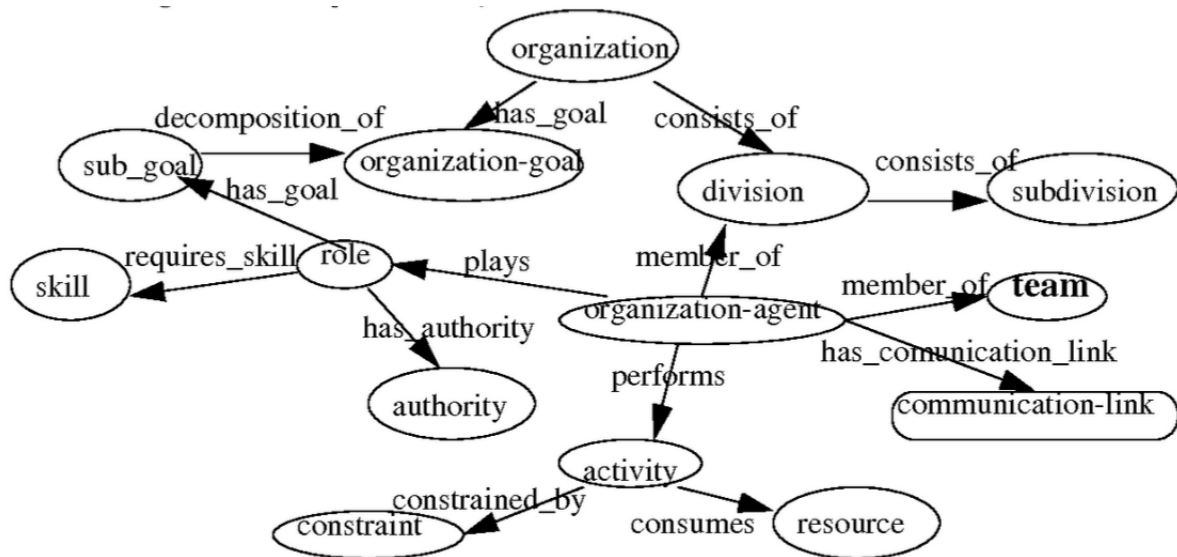 organization
decomposition_of
has_goal
consists_of
sub_goal
organization-goal
consists_of
has_goal
division
subdivision
requires_skill
role
plays
member_of
member_of
team
skill
organization-agent
has_authority
has_comunication_link
performs
authority
communication-link
activity
constrained_by
constraint
consumes
resource